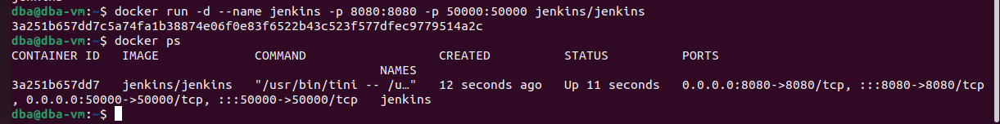 dba@dba-vm:~$ docker run -d --name jenkins -p 8080:8080 -p 50000:50000 jenkins/jenkins
3a251b657dd7c5a74fa1b38874e06f0e83f6522b43c523f577dfec9779514a2c
dba@dba-vm:~$ docker ps
CONTAINER ID   IMAGE             COMMAND                  CREATED          STATUS          PORTS
                                                     NAMES
3a251b657dd7   jenkins/jenkins   "/usr/bin/tini -- /u…"   12 seconds ago   Up 11 seconds   0.0.0.0:8080->8080/tcp, :::8080->8080/tcp
, 0.0.0.0:50000->50000/tcp, :::50000->50000/tcp   jenkins
dba@dba-vm:~$